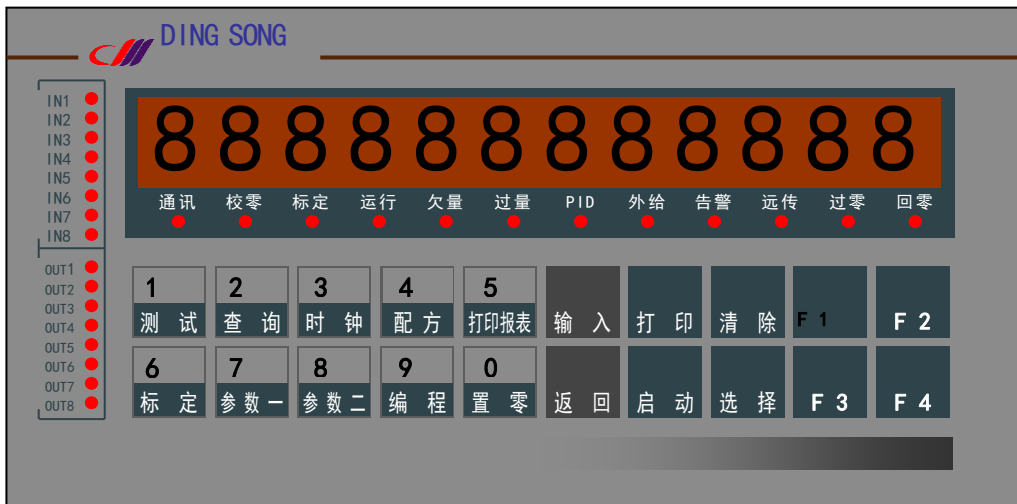 DING SONG
IN1
IN2
IN3
IN4
IN5
IN6
IN7
IN8
888888888888
通讯 校零 标定 运行 欠量 过量 PID 外给 告警 远传 过零 回零
OUT1
OUT2
OUT3
OUT4
OUT5
OUT6
OUT7
OUT8
1 2 3 4 5
测试 查询 时钟 配方 打印报表 输入 打印 清除 F1 F2
6 7 8 9 0
标定 参数一 参数二 编程 置零 返回 启动 选择 F3 F4